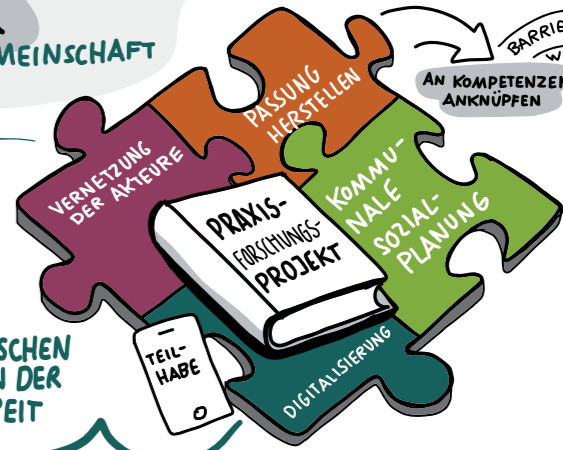 MEINSCHAFT
BARRIE
W
AN KOMPETENZEN
ANKNÜPFEN
PASSUNG
HERSTELLEN
VERNETZUNG
DER AKTEURE
KOMMU-
NALE
SOZIAL-
PLANUNG
PRAXIS-
FORSCHUNGS-
PROJEKT
TEIL-
HABE
DIGITALISIERUNG
SCHEN
N DER
EIT